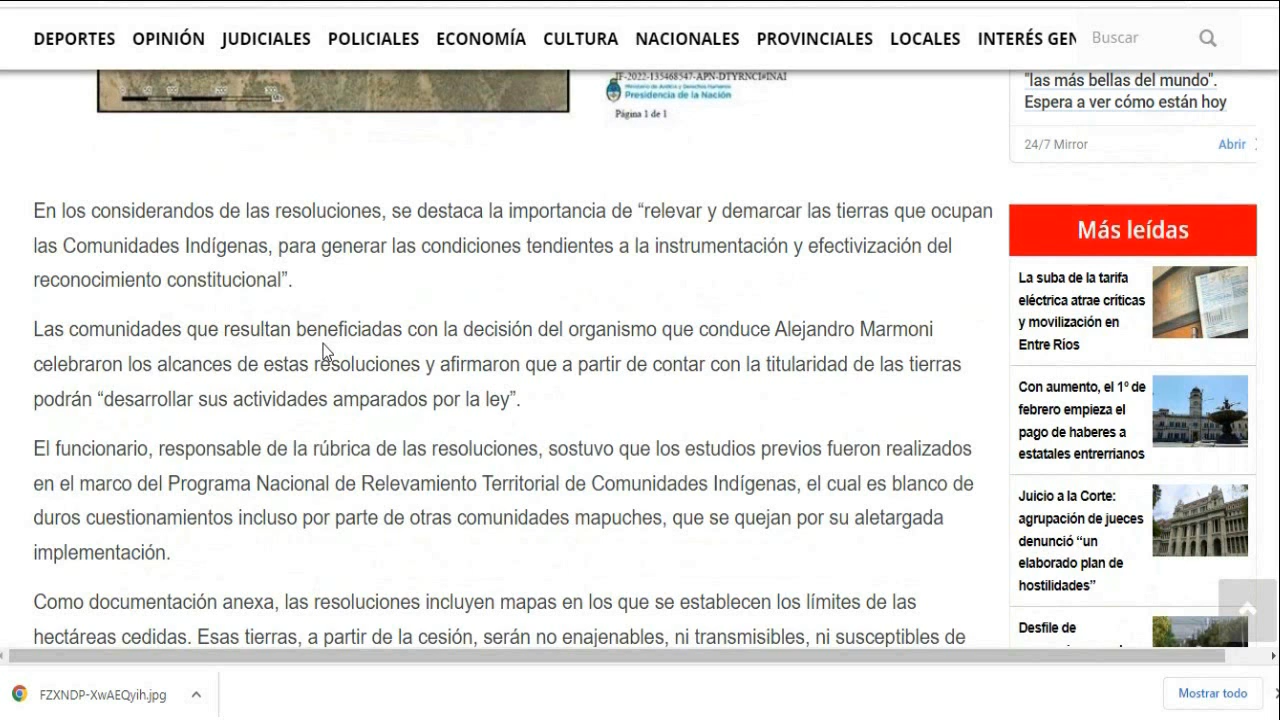 DEPORTES OPINIÓN JUDICIALES POLICIALES ECONOMÍA CULTURA NACIONALES PROVINCIALES LOCALES INTERÉS GEN
Buscar
IF-2022-135468547-APN-DTYRNCI#INAI
Ministerio de Justicia y Derechos Humanos
Presidencia de la Nación
Página 1 de 1
"las más bellas del mundo".
Espera a ver cómo están hoy
24/7 Mirror
Abrir
En los considerandos de las resoluciones, se destaca la importancia de “relevar y demarcar las tierras que ocupan
las Comunidades Indígenas, para generar las condiciones tendientes a la instrumentación y efectivización del
reconocimiento constitucional”.
Las comunidades que resultan beneficiadas con la decisión del organismo que conduce Alejandro Marmoni
celebraron los alcances de estas resoluciones y afirmaron que a partir de contar con la titularidad de las tierras
podrán “desarrollar sus actividades amparados por la ley”.
El funcionario, responsable de la rúbrica de las resoluciones, sostuvo que los estudios previos fueron realizados
en el marco del Programa Nacional de Relevamiento Territorial de Comunidades Indígenas, el cual es blanco de
duros cuestionamientos incluso por parte de otras comunidades mapuches, que se quejan por su aletargada
implementación.
Como documentación anexa, las resoluciones incluyen mapas en los que se establecen los límites de las
hectáreas cedidas. Esas tierras, a partir de la cesión, serán no enajenables, ni transmisibles, ni susceptibles de
Más leídas
La suba de la tarifa
eléctrica atrae críticas
y movilización en
Entre Ríos
Con aumento, el 1º de
febrero empieza el
pago de haberes a
estatales entrerrianos
Juicio a la Corte:
agrupación de jueces
denunció “un
elaborado plan de
hostilidades”
Desfile de
FZXNDP-XwAEQyih.jpg
Mostrar todo